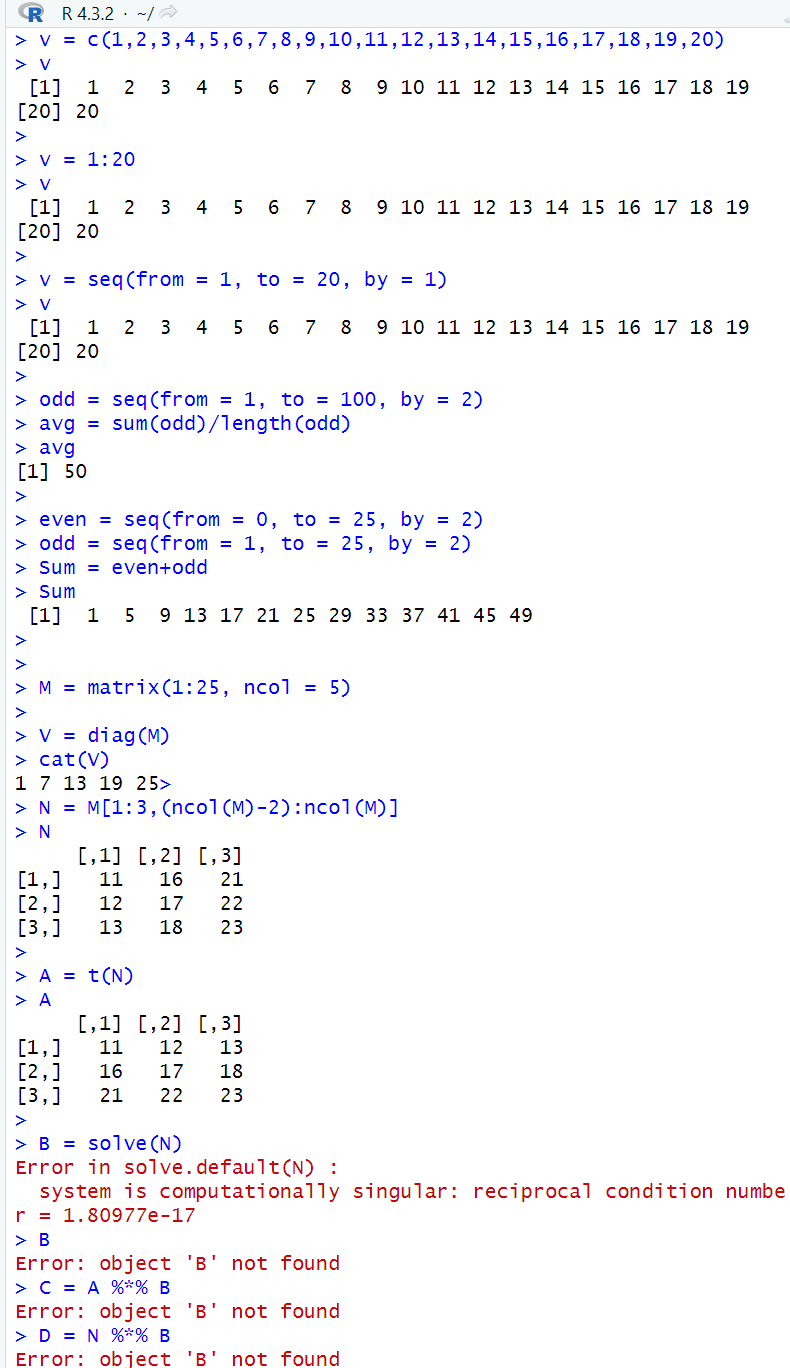 R R 4.3.2 · ~/
> v = c(1,2,3,4,5,6,7,8,9,10,11,12,13,14,15,16,17,18,19,20)
> v
 [1]  1  2  3  4  5  6  7  8  9 10 11 12 13 14 15 16 17 18 19
[20] 20
>
> v = 1:20
> v
 [1]  1  2  3  4  5  6  7  8  9 10 11 12 13 14 15 16 17 18 19
[20] 20
>
> v = seq(from = 1, to = 20, by = 1)
> v
 [1]  1  2  3  4  5  6  7  8  9 10 11 12 13 14 15 16 17 18 19
[20] 20
>
> odd = seq(from = 1, to = 100, by = 2)
> avg = sum(odd)/length(odd)
> avg
[1] 50
>
> even = seq(from = 0, to = 25, by = 2)
> odd = seq(from = 1, to = 25, by = 2)
> Sum = even+odd
> Sum
 [1]  1  5  9 13 17 21 25 29 33 37 41 45 49
>
>
> M = matrix(1:25, ncol = 5)
>
> V = diag(M)
> cat(V)
1 7 13 19 25>
> N = M[1:3,(ncol(M)-2):ncol(M)]
> N
     [,1] [,2] [,3]
[1,]   11   16   21
[2,]   12   17   22
[3,]   13   18   23
>
> A = t(N)
> A
     [,1] [,2] [,3]
[1,]   11   12   13
[2,]   16   17   18
[3,]   21   22   23
>
> B = solve(N)
Error in solve.default(N) :
  system is computationally singular: reciprocal condition numbe
r = 1.80977e-17
> B
Error: object 'B' not found
> C = A %*% B
Error: object 'B' not found
> D = N %*% B
Error: object 'B' not found